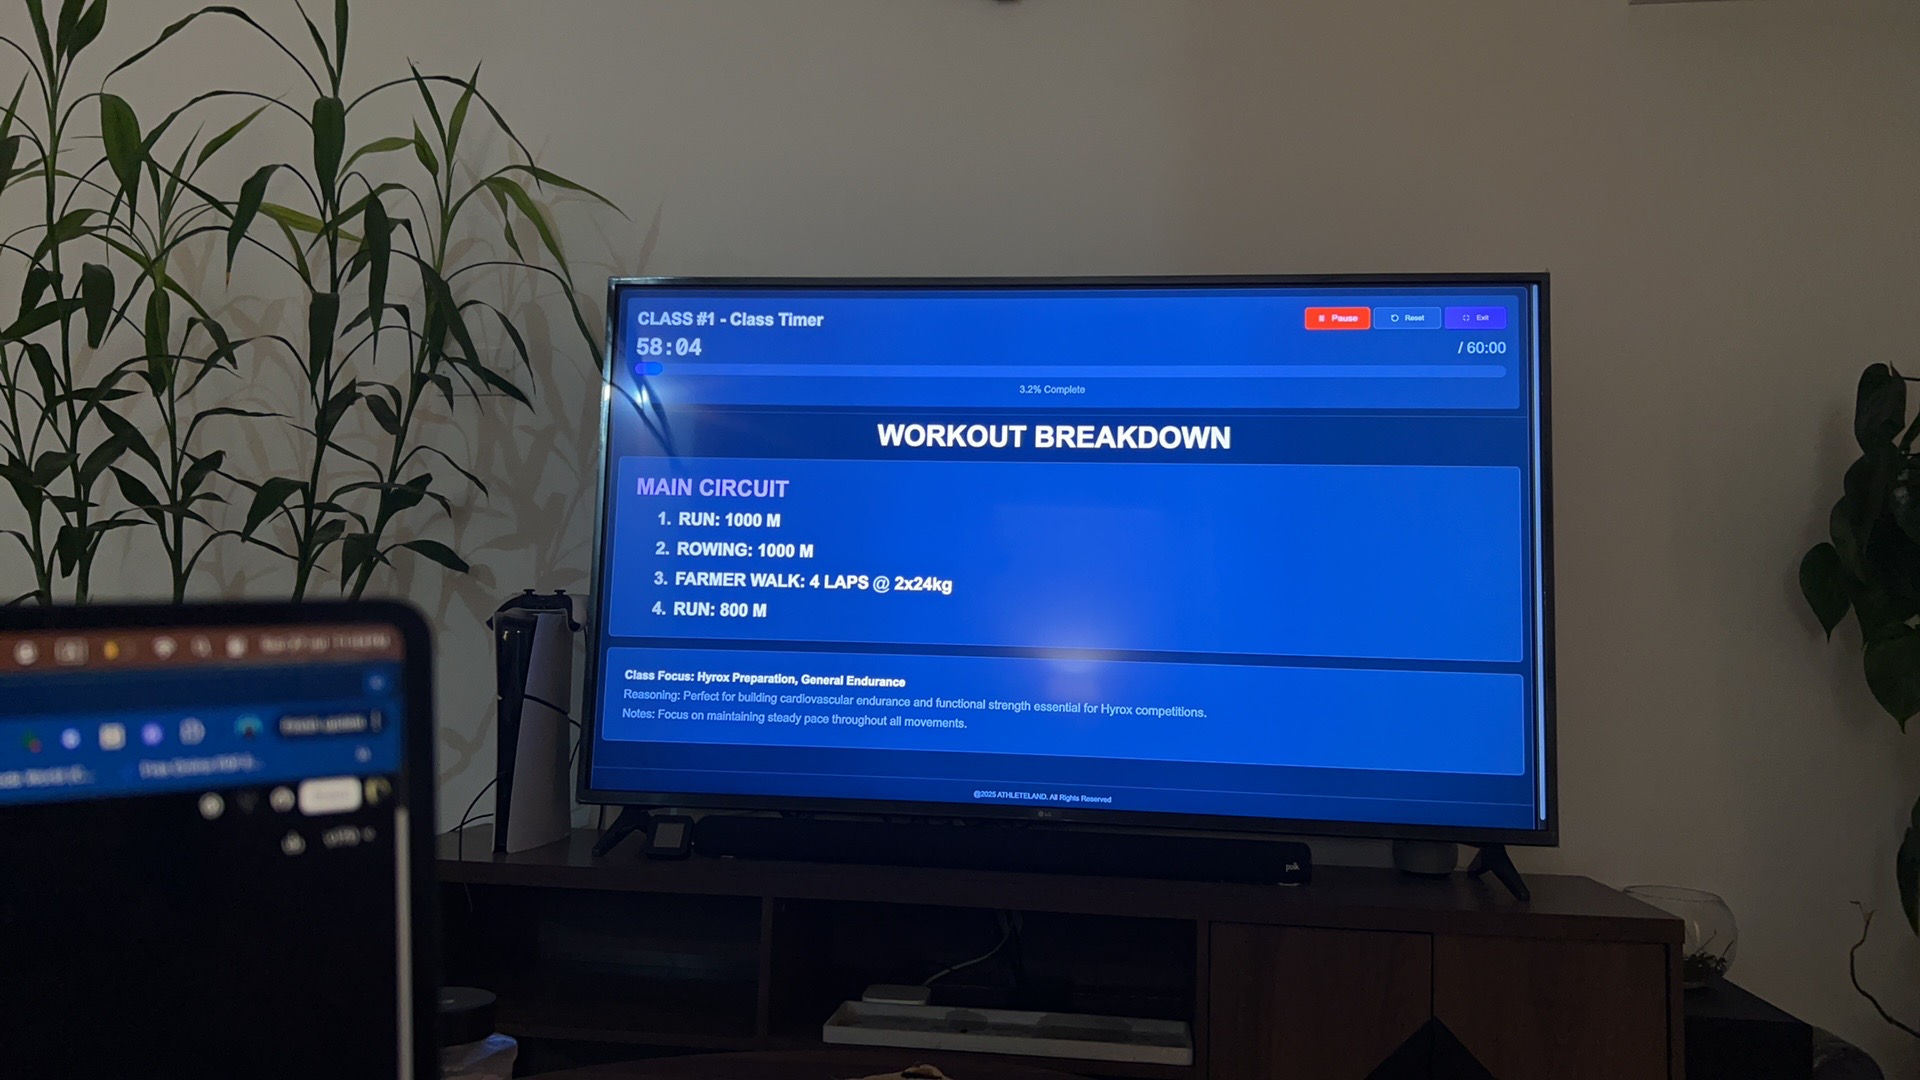 CLASS #1 - Class Timer
Pause
Reset
Exit
58:04
/ 60:00
3.2% Complete
WORKOUT BREAKDOWN
MAIN CIRCUIT
1. RUN: 1000 M
2. ROWING: 1000 M
3. FARMER WALK: 4 LAPS @ 2x24kg
4. RUN: 800 M
Class Focus: Hyrox Preparation, General Endurance
Reasoning: Perfect for building cardiovascular endurance and functional strength essential for Hyrox competitions.
Notes: Focus on maintaining steady pace throughout all movements.
@2025 ATHLETELAND. All Rights Reserved
LG
polk